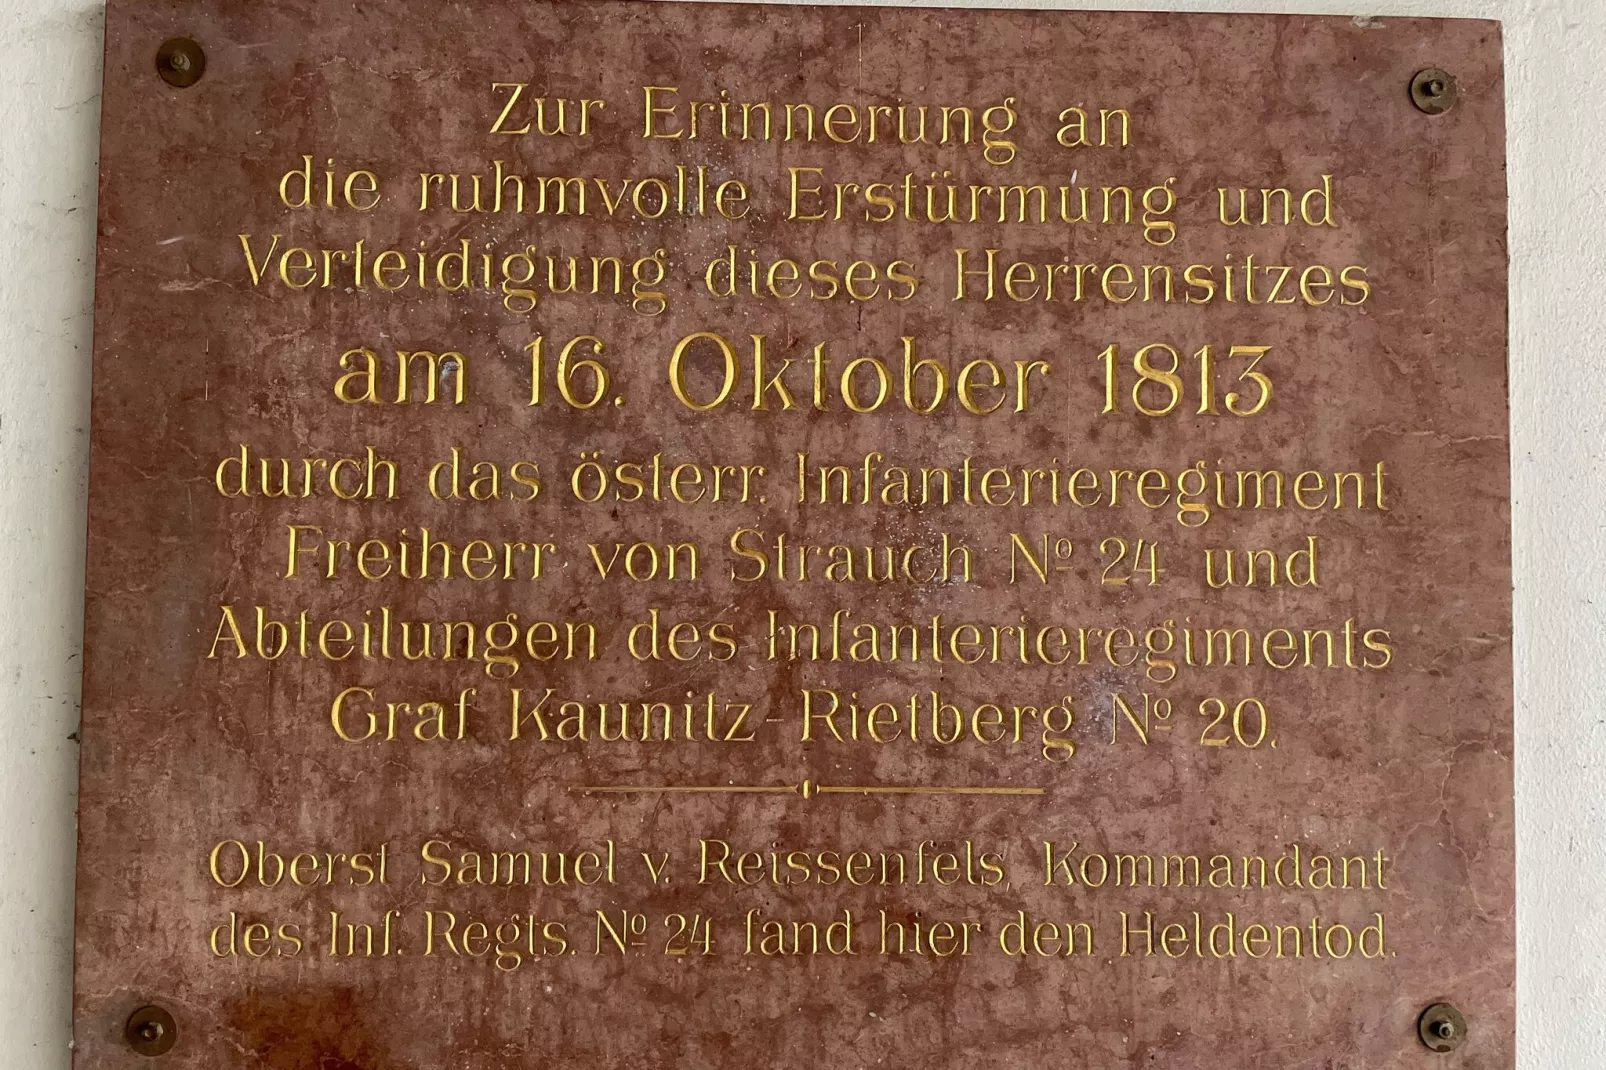 Zur Erinnerung an
die ruhmvolle Erstürmung und
Verteidigung dieses Herrensitzes
am 16. Oktober 1813
durch das österr. Infanterieregiment
Freiherr von Strauch Nº 24 und
Abteilungen des Infanterieregiments
Graf Kaunitz-Rietberg Nº 20.
Oberst Samuel v. Reissenfels, Kommandant
des Inf. Regts. Nº 24 fand hier den Heldentod.